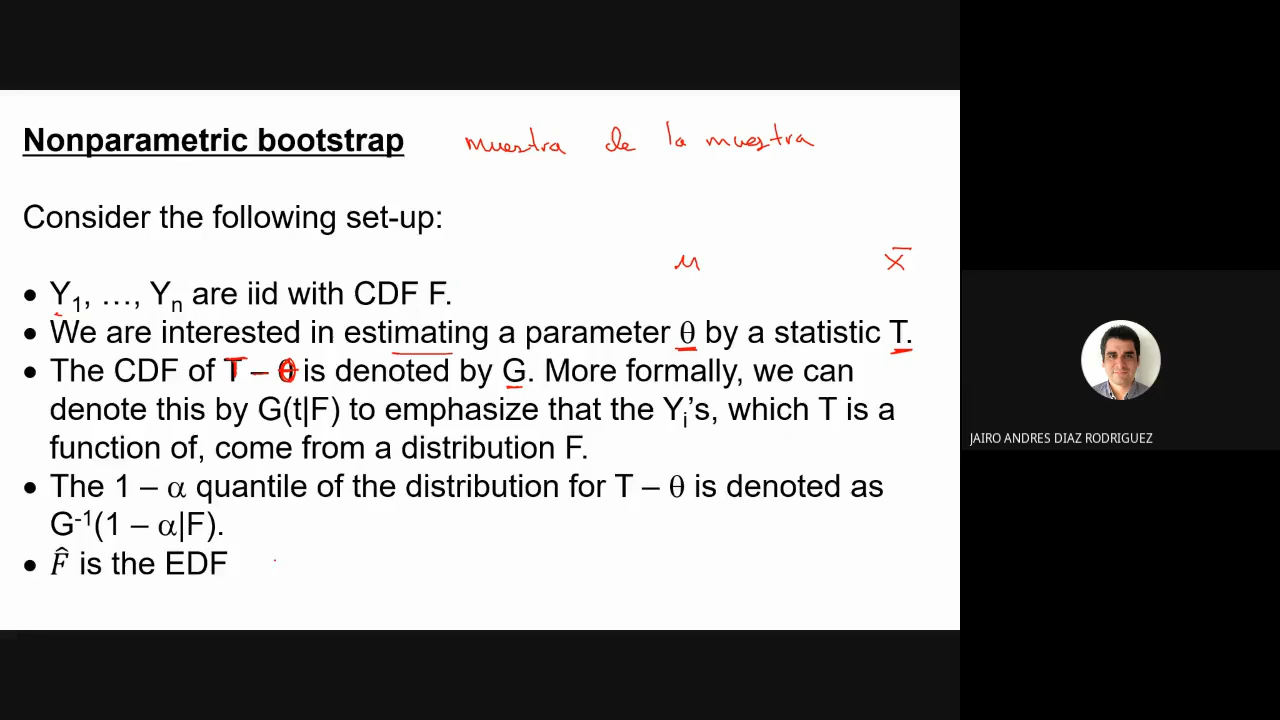 Nonparametric bootstrap muestra de la muestra
Consider the following set-up:
μ x̄
• Y₁, …, Yₙ are iid with CDF F.
• We are interested in estimating a parameter θ by a statistic T.
• The CDF of T – θ is denoted by G. More formally, we can
denote this by G(t|F) to emphasize that the Yᵢ’s, which T is a
function of, come from a distribution F.
• The 1 – α quantile of the distribution for T – θ is denoted as
G⁻¹(1 – α|F).
• F̂ is the EDF
JAIRO ANDRES DIAZ RODRIGUEZ